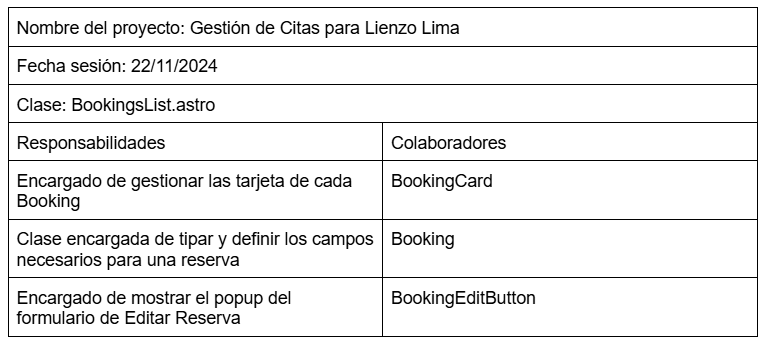 Nombre del proyecto: Gestión de Citas para Lienzo Lima
Fecha sesión: 22/11/2024
Clase: BookingsList.astro
Responsabilidades
Colaboradores
Encargado de gestionar las tarjeta de cada
Booking
BookingCard
Clase encargada de tipar y definir los campos
necesarios para una reserva
Booking
Encargado de mostrar el popup del
formulario de Editar Reserva
BookingEditButton